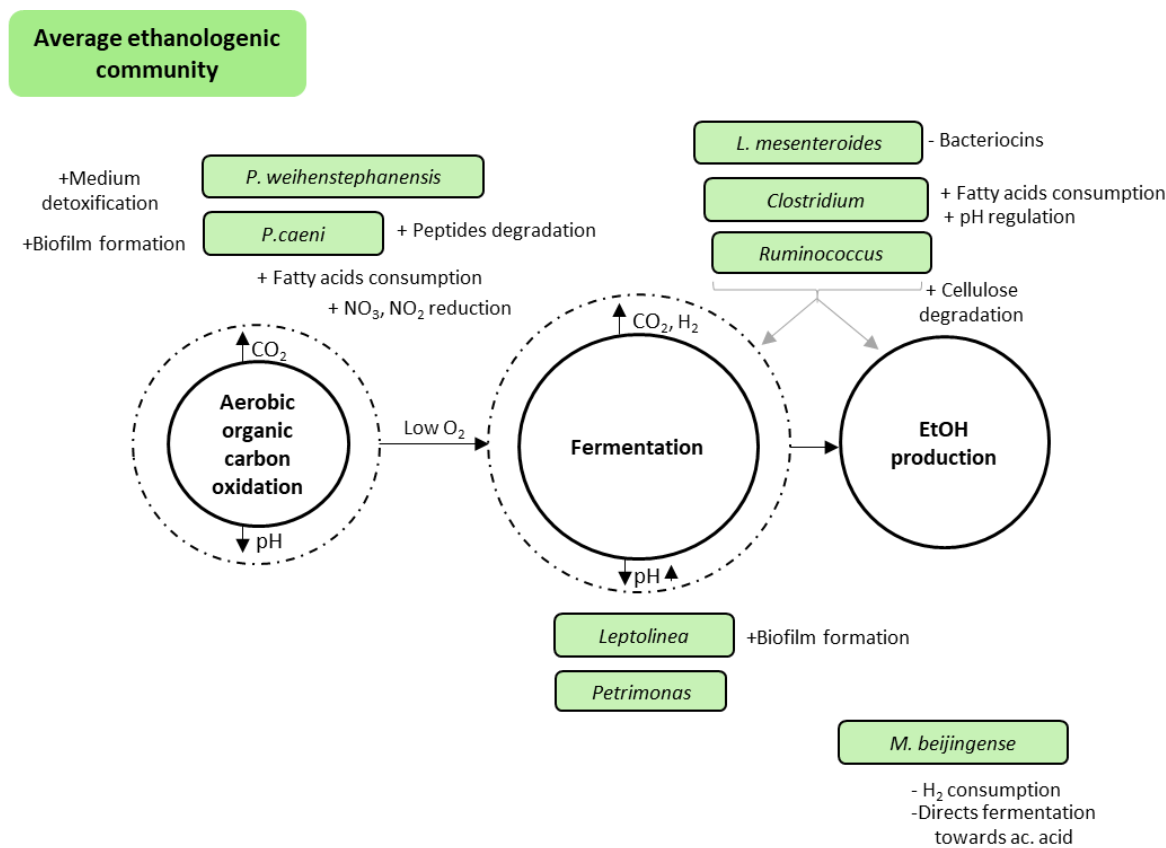 Average ethanologenic
community
L. mesenteroides
- Bacteriocins
P. weihenstephanensis
+Medium
detoxification
Clostridium
+ Fatty acids consumption
+ pH regulation
P.caeni
+ Peptides degradation
+Biofilm formation
Ruminococcus
+ Fatty acids consumption
+ NO3, NO2 reduction
+ Cellulose
degradation
CO2
CO2, H2
Aerobic
organic
carbon
oxidation
Low O2
Fermentation
EtOH
production
pH
pH
Leptolinea
+Biofilm formation
Petrimonas
M. beijingense
- H2 consumption
-Directs fermentation
towards ac. acid